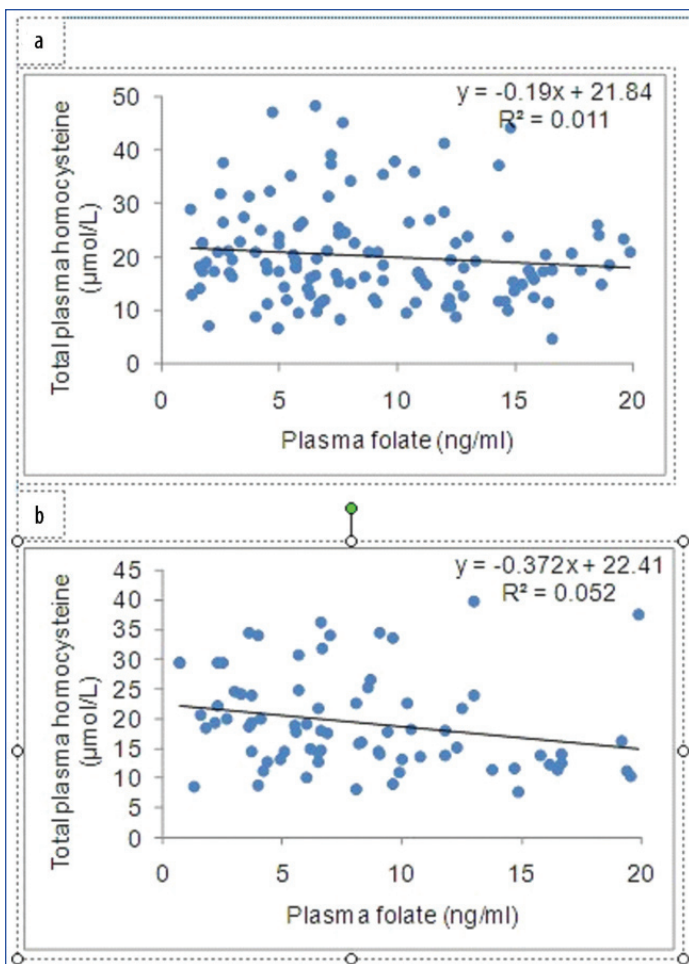 a
y = -0.19x + 21.84
R² = 0.011
Total plasma homocysteine
(µmol/L)
50
40
30
20
10
0
0
5
10
15
20
Plasma folate (ng/ml)
b
y = -0.372x + 22.41
R² = 0.052
Total plasma homocysteine
(µmol/L)
45
40
35
30
25
20
15
10
5
0
0
5
10
15
20
Plasma folate (ng/ml)